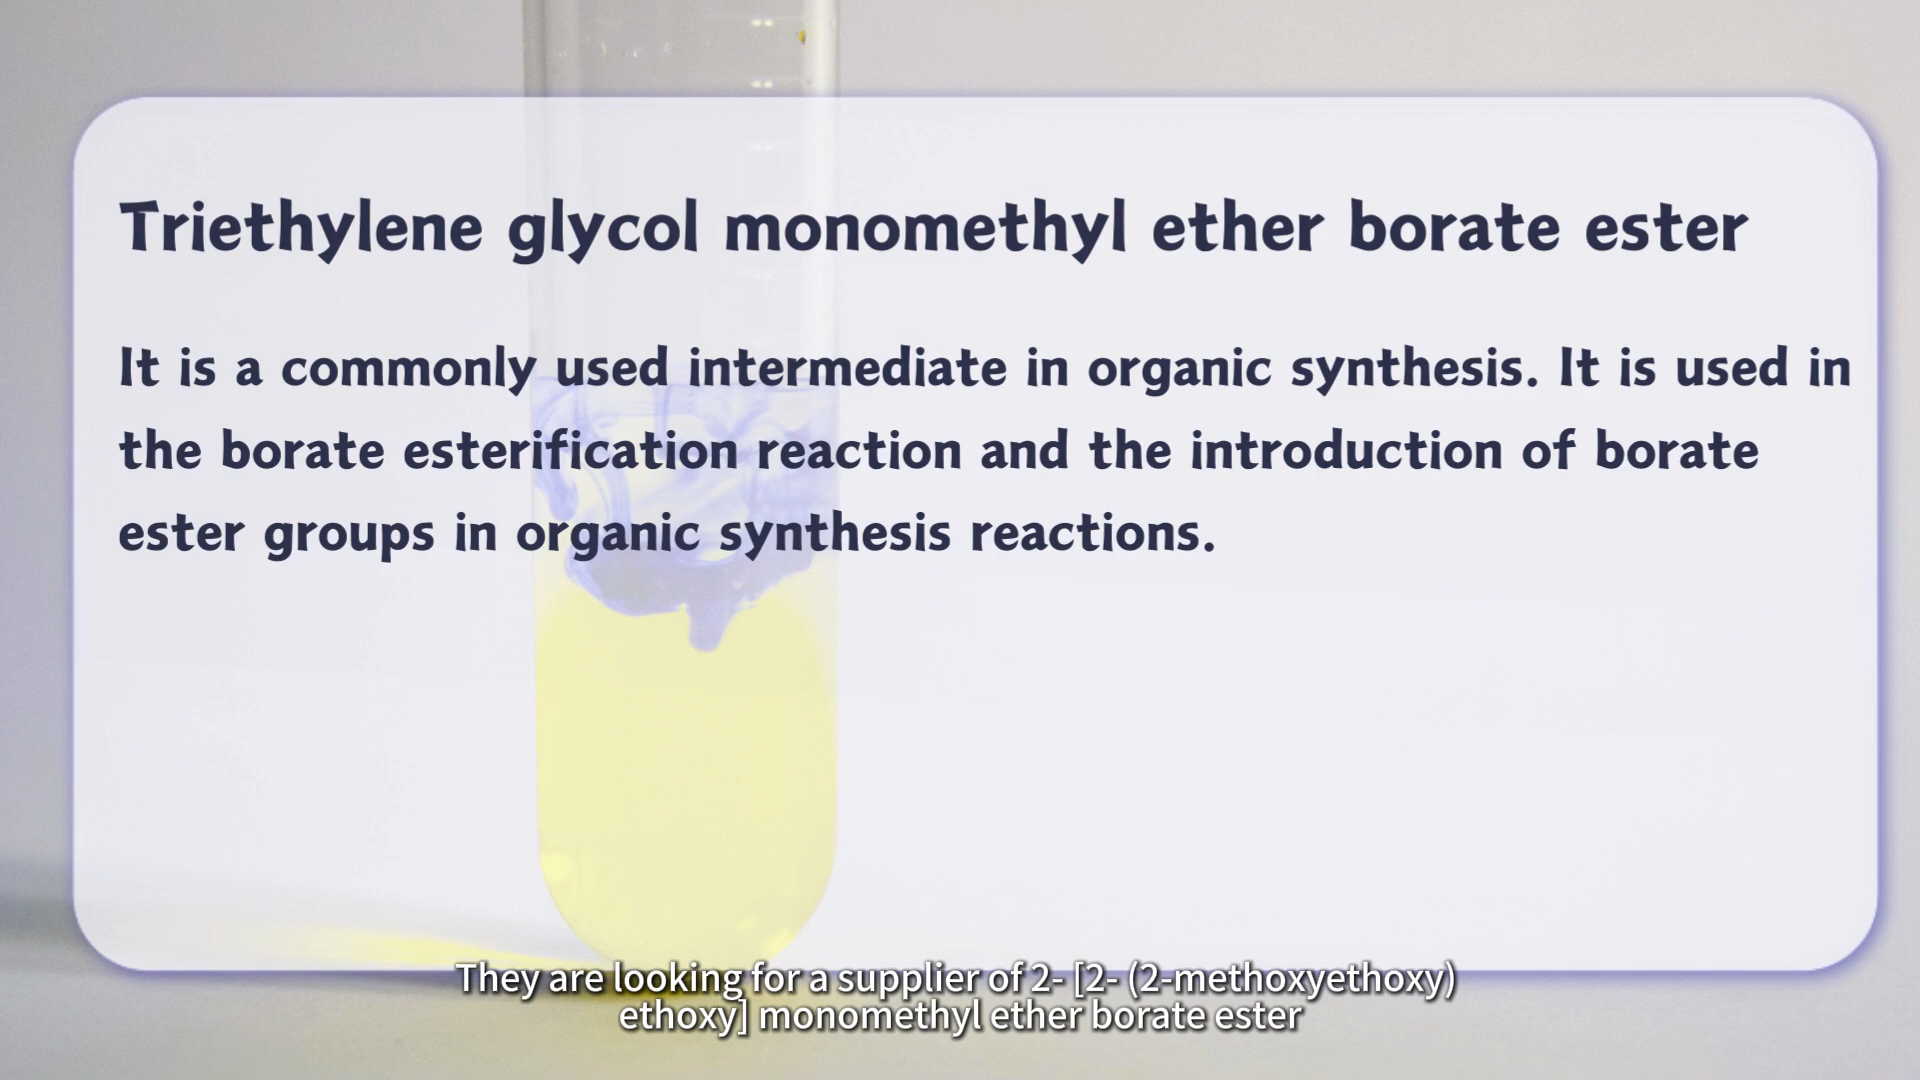 Triethylene glycol monomethyl ether borate ester
It is a commonly used intermediate in organic synthesis. It is used in
the borate esterification reaction and the introduction of borate
ester groups in organic synthesis reactions.
They are looking for a supplier of 2- [2- (2-methoxyethoxy)
ethoxy] monomethyl ether borate ester